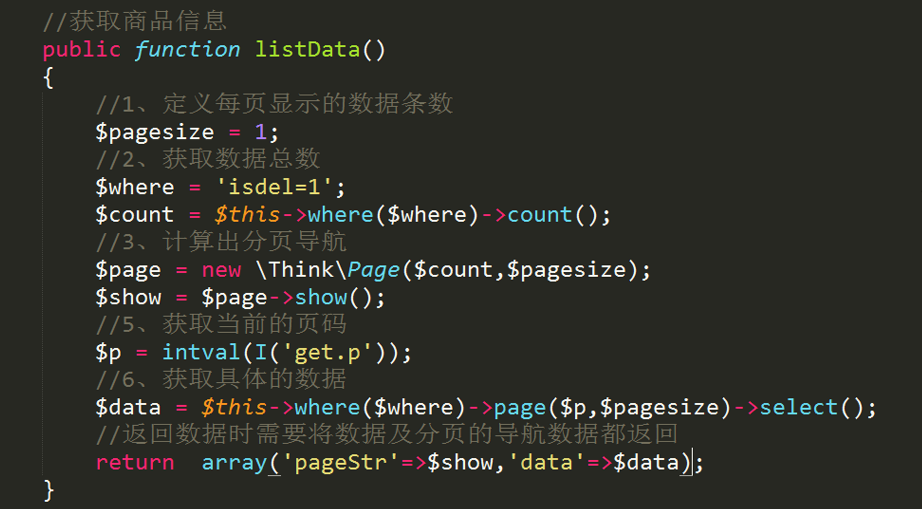 //获取商品信息
public function listData()
{
//1、定义每页显示的数据条数
$pagesize = 1;
//2、获取数据总数
$where = 'isdel=1';
$count = $this->where($where)->count();
//3、计算出分页导航
$page = new \Think\Page($count,$pagesize);
$show = $page->show();
//5、获取当前的页码
$p = intval(I('get.p'));
//6、获取具体的数据
$data = $this->where($where)->page($p,$pagesize)->select();
//返回数据时需要将数据及分页的导航数据都返回
return  array('pageStr'=>$show,'data'=>$data);
}